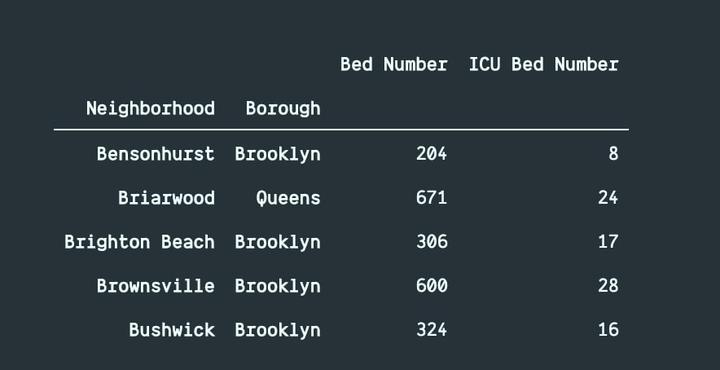 Bed Number ICU Bed Number
Neighborhood Borough
Bensonhurst Brooklyn 204 8
Briarwood Queens 671 24
Brighton Beach Brooklyn 306 17
Brownsville Brooklyn 600 28
Bushwick Brooklyn 324 16